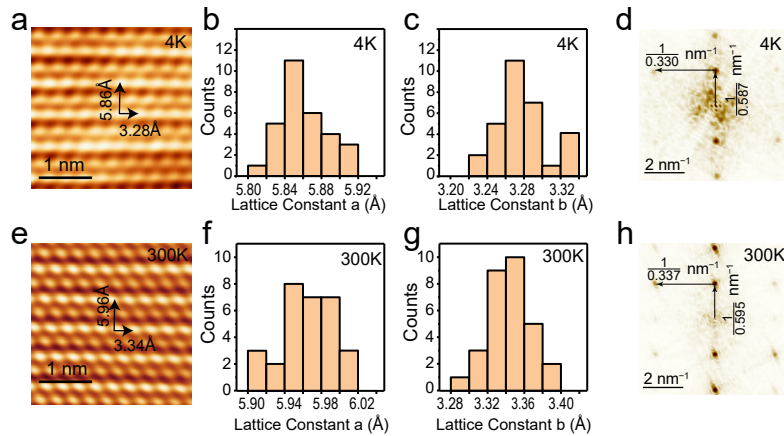 a
4K
5.86Å
3.28Å
1 nm
b
4K
Counts
12
10
8
6
4
2
0
5.80 5.84 5.88 5.92
Lattice Constant a (Å)
c
4K
Counts
12
10
8
6
4
2
0
3.20 3.24 3.28 3.32
Lattice Constant b (Å)
d
4K
1
0.330
nm⁻¹
1
0.587
nm⁻¹
2 nm⁻¹
e
300K
5.96Å
3.34Å
1 nm
f
300K
Counts
10
8
6
4
2
0
5.90 5.94 5.98 6.02
Lattice Constant a (Å)
g
300K
Counts
10
8
6
4
2
0
3.28 3.32 3.36 3.40
Lattice Constant b (Å)
h
300K
1
0.337
nm⁻¹
1
0.595
nm⁻¹
2 nm⁻¹